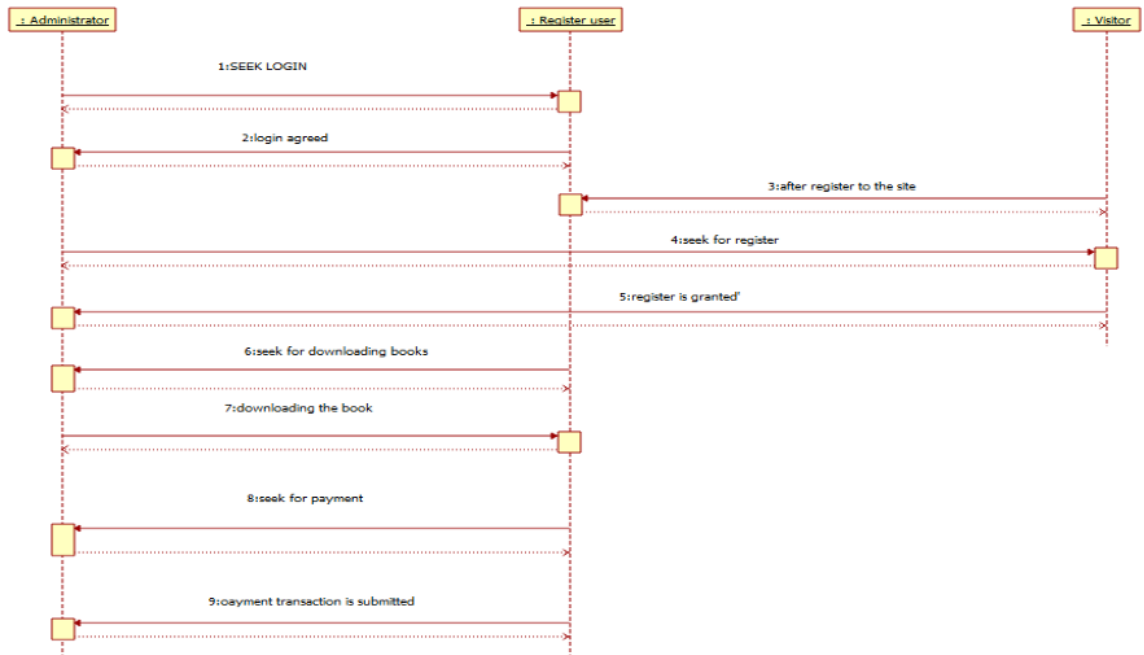 : Administrator
: Register user
: Visitor
1:SEEK LOGIN
2:login agreed
3:after register to the site
4:seek for register
5:register is granted'
6:seek for downloading books
7:downloading the book
8:seek for payment
9:oayment transaction is submitted